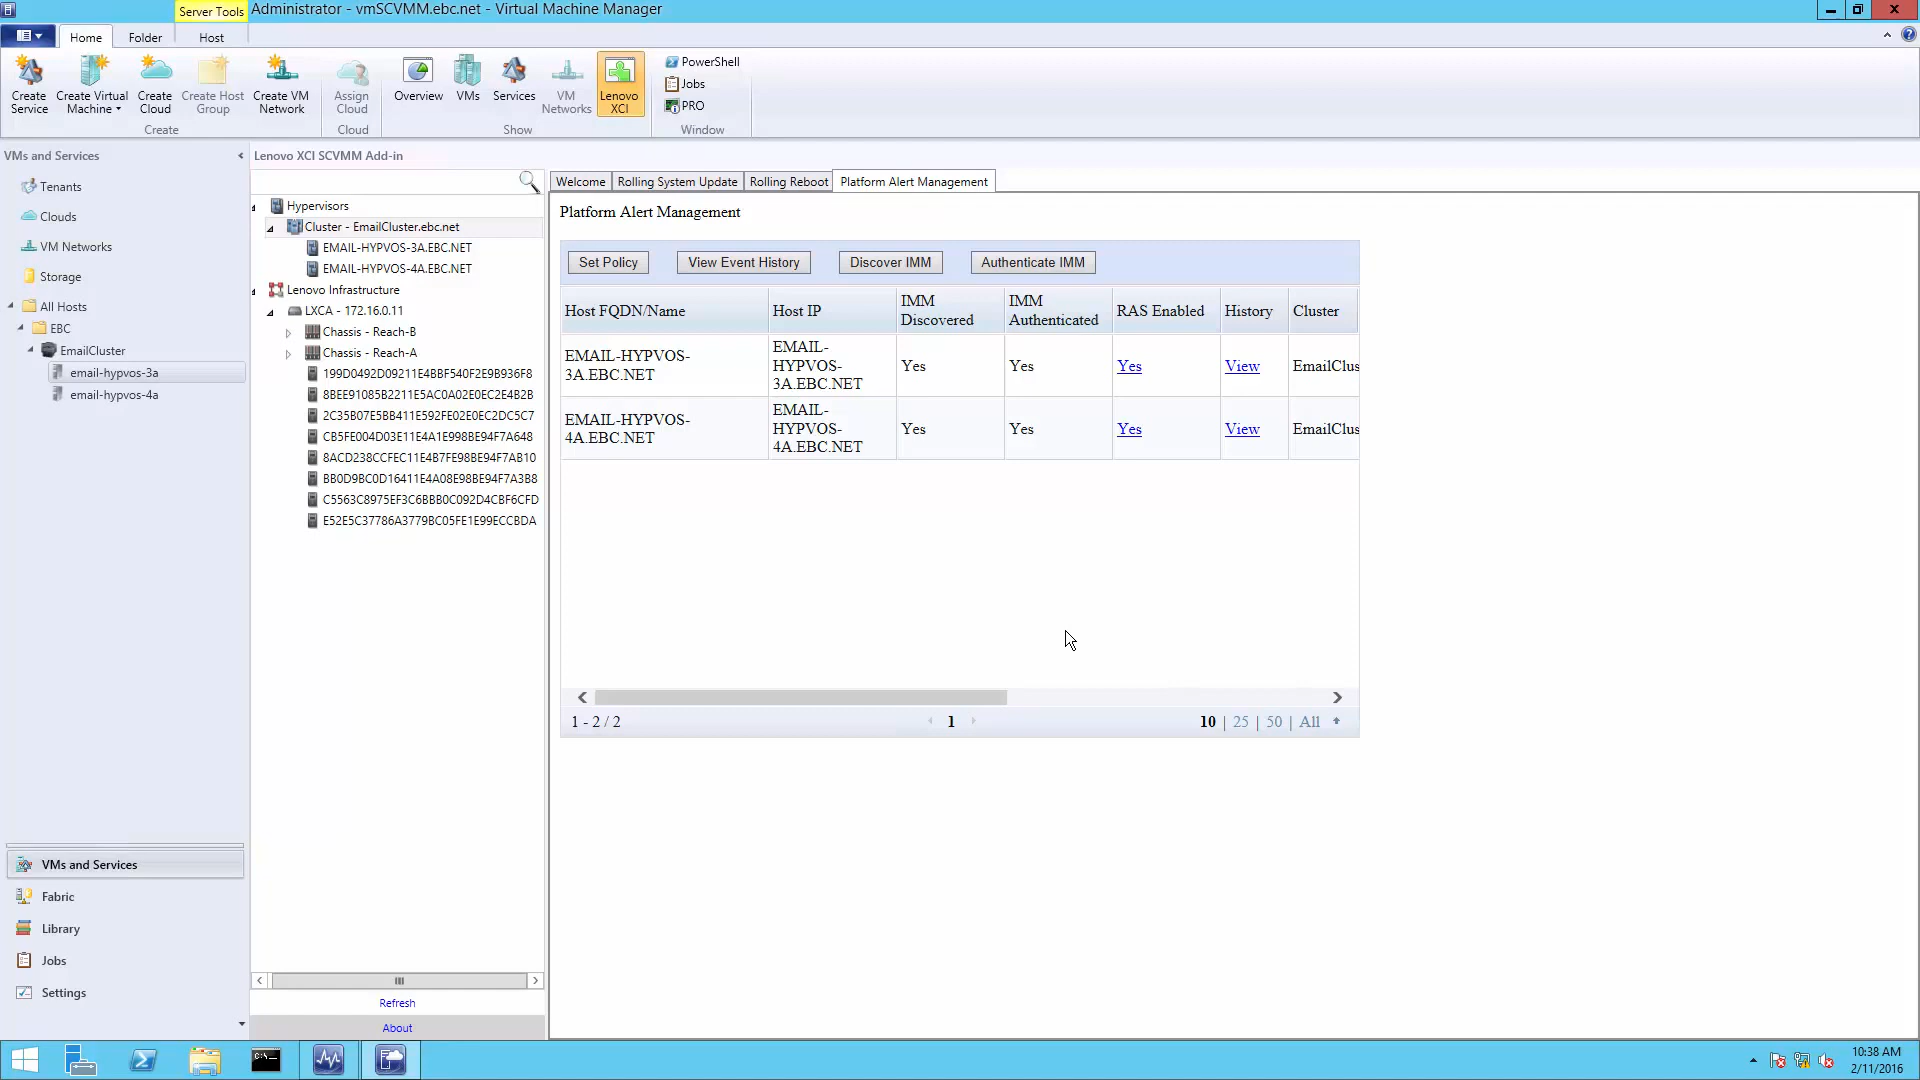 Server Tools
Administrator - vmSCVMM.ebc.net - Virtual Machine Manager
Home
Folder
Host
Create Service
Create Virtual Machine
Create Cloud
Create Host Group
Create VM Network
Create
Assign Cloud
Cloud
Overview
VMs
Services
VM Networks
Lenovo XCI
Show
PowerShell
Jobs
PRO
Window
VMs and Services
Tenants
Clouds
VM Networks
Storage
All Hosts
EBC
EmailCluster
email-hypvos-3a
email-hypvos-4a
VMs and Services
Fabric
Library
Jobs
Settings
Lenovo XCI SCVMM Add-in
Hypervisors
Cluster - EmailCluster.ebc.net
EMAIL-HYPVOS-3A.EBC.NET
EMAIL-HYPVOS-4A.EBC.NET
Lenovo Infrastructure
LXCA - 172.16.0.11
Chassis - Reach-B
Chassis - Reach-A
199D0492D09211E4BBF540F2E9B936F8
8BEE91085B2211E5AC0A02E0EC2E4B2B
2C35B07E5BB411E592FE02E0EC2DC5C7
CB5FE004D03E11E4A1E998BE94F7A648
8ACD238CCFEC11E4B7FE98BE94F7AB10
BB0D9BC0D16411E4A08E98BE94F7A3B8
C5563C8975EF3C6BBB0C092D4CBF6CFD
E52E5C37786A3779BC05FE1E99ECCBDA
Refresh
About
Welcome
Rolling System Update
Rolling Reboot
Platform Alert Management
Platform Alert Management
Set Policy
View Event History
Discover IMM
Authenticate IMM
Host FQDN/Name
Host IP
IMM Discovered
IMM Authenticated
RAS Enabled
History
Cluster
EMAIL-HYPVOS-
3A.EBC.NET
EMAIL-
HYPVOS-
3A.EBC.NET
Yes
Yes
Yes
View
EmailClus
EMAIL-HYPVOS-
4A.EBC.NET
EMAIL-
HYPVOS-
4A.EBC.NET
Yes
Yes
Yes
View
EmailClus
1 - 2 / 2
1
10 | 25 | 50 | All
10:38 AM
2/11/2016